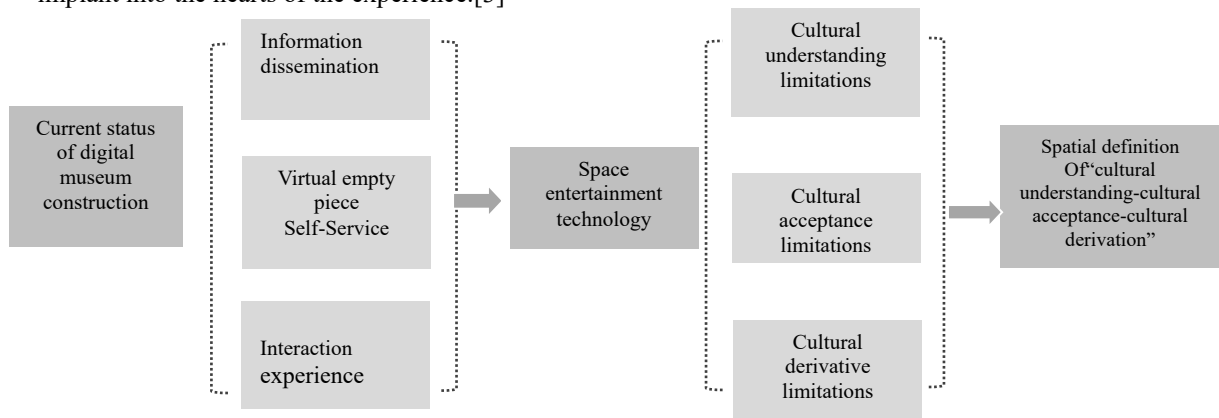 implant into the hearts of the experience.[5]
Current status
of digital
museum
construction
Information
dissemination
Virtual empty
piece
Self-Service
Interaction
experience
Space
entertainment
technology
Cultural
understanding
limitations
Cultural
acceptance
limitations
Cultural
derivative
limitations
Spatial definition
Of“cultural
understanding-cultural
acceptance-cultural
derivation”